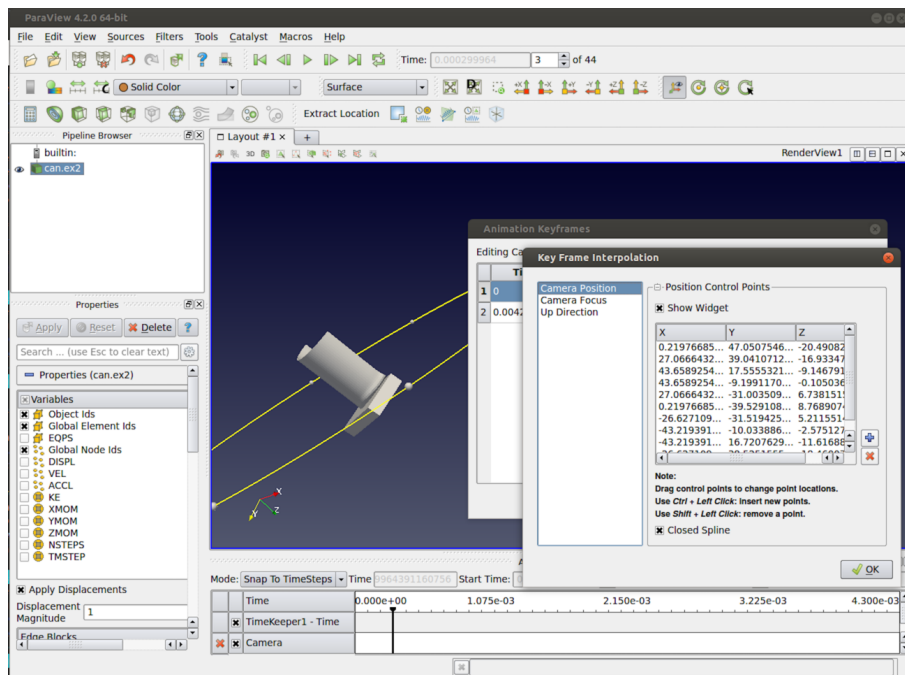 ParaView 4.2.0 64-bit
File Edit View Sources Filters Tools Catalyst Macros Help
Time: 0.000299964 3 of 44
Solid Color Surface
Extract Location
Pipeline Browser
builtin:
can.ex2
Layout #1 × +
3D RenderView1
Animation Keyframes
Editing Ca
Ti
1 0
2 0.0042
Key Frame Interpolation
Camera Position
Camera Focus
Up Direction
Position Control Points
Show Widget
X Y Z
0.21976685... 47.0507546... -20.49082
27.0666432... 39.0410712... -16.93347
43.6589254... 17.5555321... -9.146791
43.6589254... -9.1991170... -0.105036
27.0666432... -31.003509... 6.7381515
0.21976685... -39.529108... 8.7689074
-26.627109... -31.519425... 5.2115514
-43.219391... -10.033886... -2.575127
-43.219391... 16.7207629... -11.61688
Note:
Drag control points to change point locations.
Use Ctrl + Left Click: insert new points.
Use Shift + Left Click: remove a point.
Closed Spline
OK
Properties
Apply Reset Delete ?
Search ... (use Esc to clear text)
Properties (can.ex2)
Variables
Object Ids
Global Element Ids
EQPS
Global Node Ids
DISPL
VEL
ACCL
KE
XMOM
YMOM
ZMOM
NSTEPS
TMSTEP
Apply Displacements
Displacement
Magnitude 1
Edge Blocks
X
Y
Z
Mode: Snap To TimeSteps Time 9964391160756 Start Time:
Time 0.000e+00 1.075e-03 2.150e-03 3.225e-03 4.300e-03
TimeKeeper1 - Time
Camera